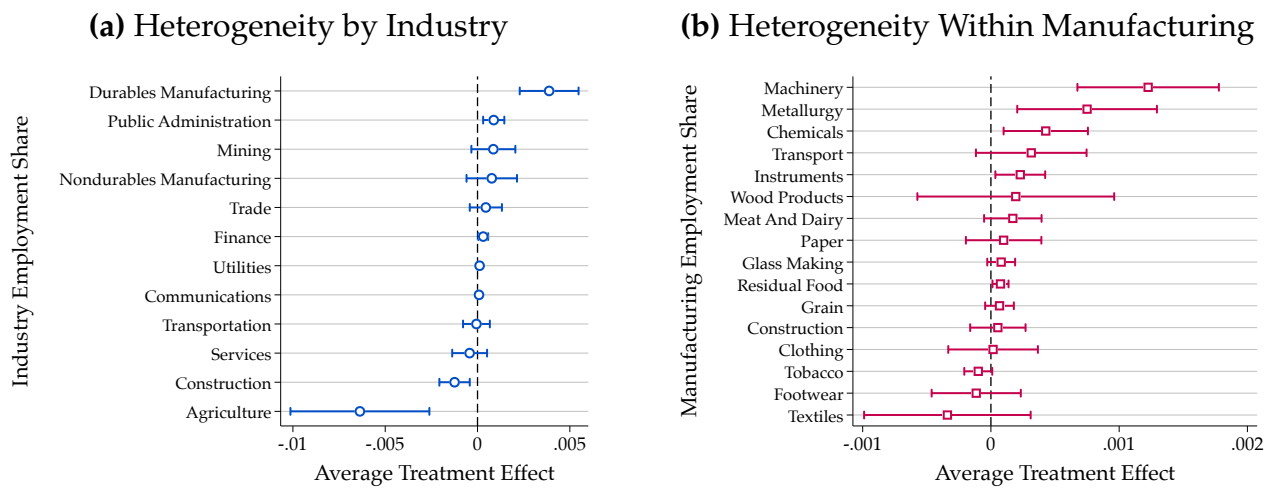 (a) Heterogeneity by Industry
Industry Employment Share
Durables Manufacturing
Public Administration
Mining
Nondurables Manufacturing
Trade
Finance
Utilities
Communications
Transportation
Services
Construction
Agriculture
-.01 -.005 0 .005
Average Treatment Effect
(b) Heterogeneity Within Manufacturing
Manufacturing Employment Share
Machinery
Metallurgy
Chemicals
Transport
Instruments
Wood Products
Meat And Dairy
Paper
Glass Making
Residual Food
Grain
Construction
Clothing
Tobacco
Footwear
Textiles
-.001 0 .001 .002
Average Treatment Effect